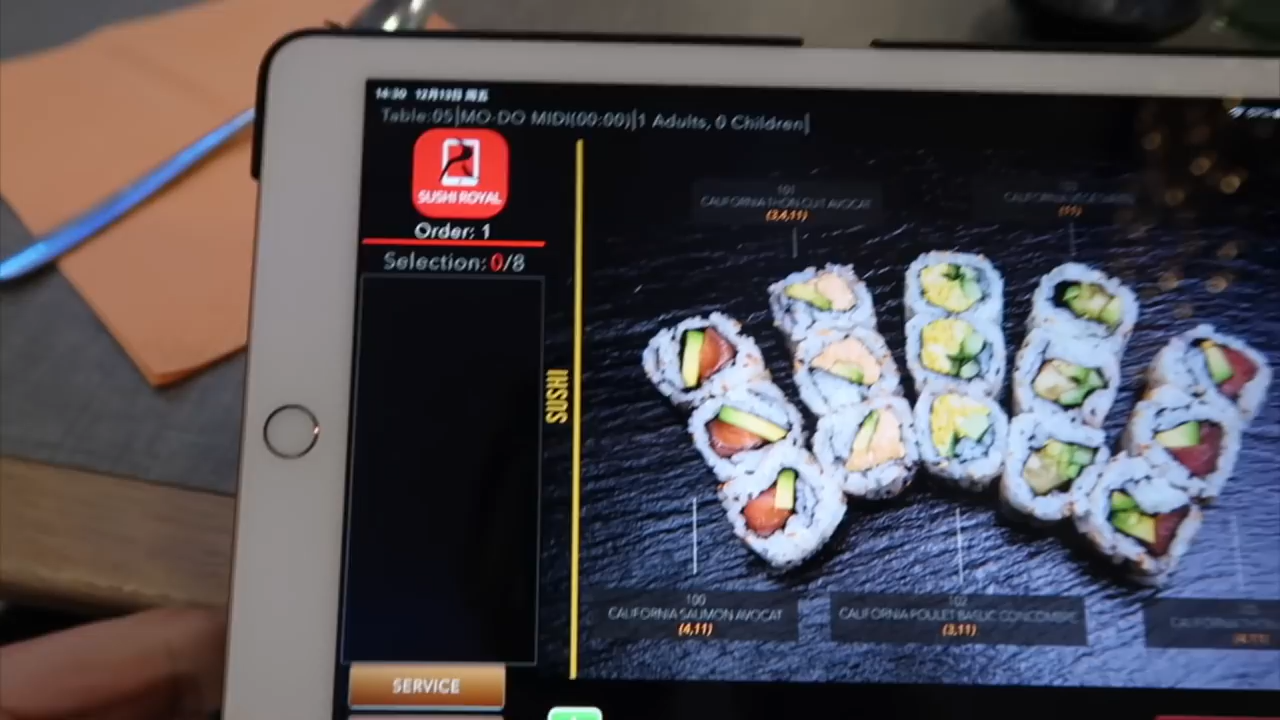 14:30 12月13日 周五
Table:05|MO-DO MIDI(00:00)|1 Adults, 0 Children|
SUSHI ROYAL
Order: 1
Selection: 0/8
SUSHI
101
CALIFORNIA THON CUIT AVOCAT
(3,4,11)
CALIFORNIA
(11)
100
CALIFORNIA SAUMON AVOCAT
(4,11)
102
CALIFORNIA POULET BASILIC CONCOMBRE
(3,11)
SERVICE